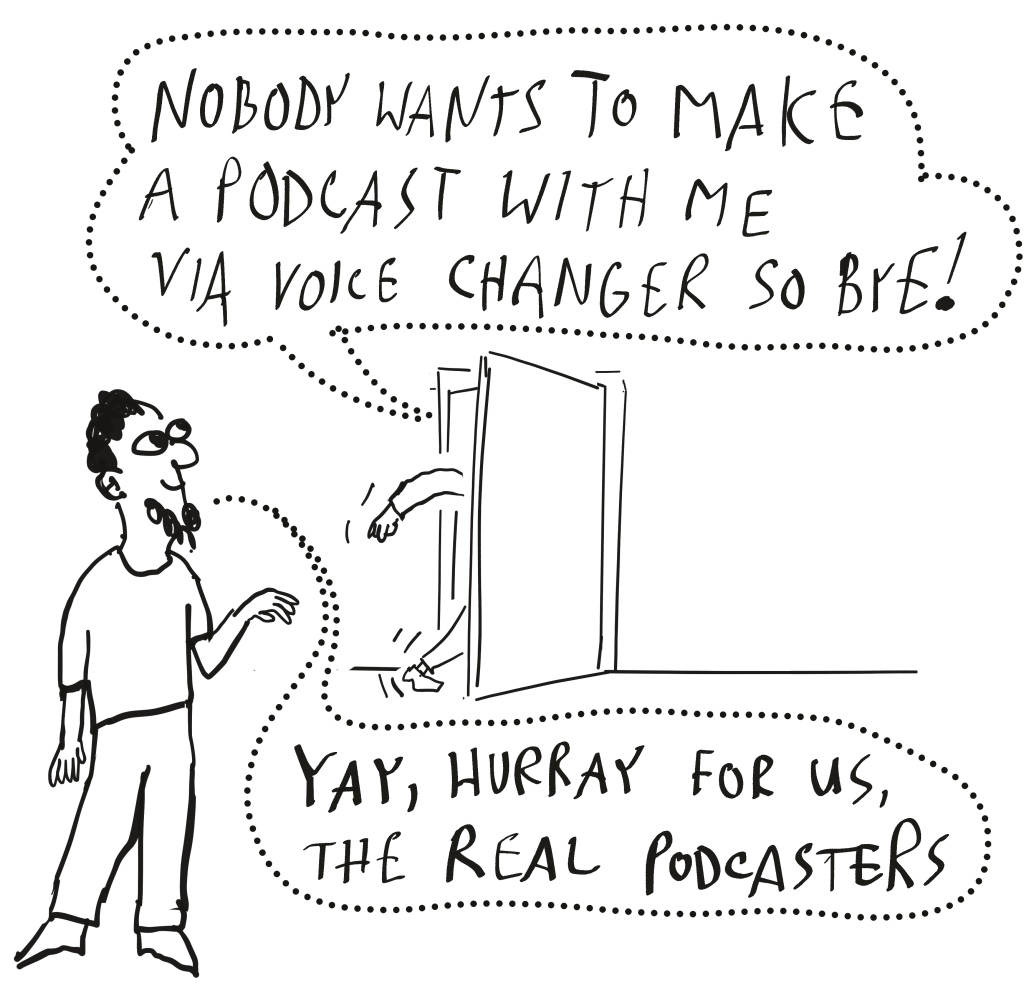 NOBODY WANTS TO MAKE
A PODCAST WITH ME
VIA VOICE CHANGER SO BYE!
YAY, HURRAY FOR US,
THE REAL PODCASTERS